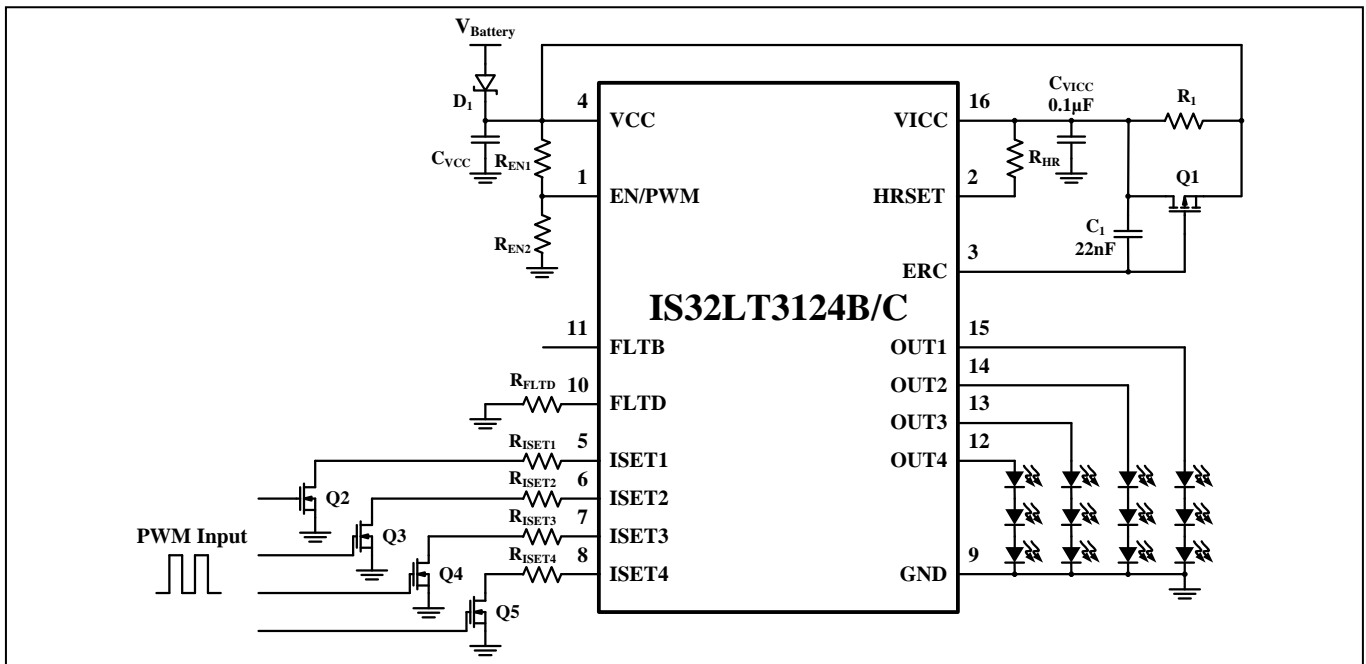 VBattery
D1
CVCC
REN1
REN2
4
VCC
1
EN/PWM
11
FLTB
RFLTD
10
FLTD
RISET1
5
ISET1
RISET2
6
ISET2
RISET3
7
ISET3
RISET4
8
ISET4
Q2
Q3
Q4
Q5
PWM Input
IS32LT3124B/C
16
VICC
CVICC
0.1µF
R1
RHR
2
HRSET
Q1
C1
22nF
3
ERC
15
OUT1
14
OUT2
13
OUT3
12
OUT4
9
GND